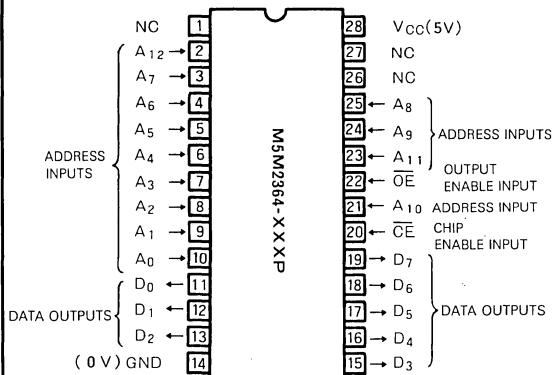 NC 1 28 VCC(5V)
A12 → 2 27 NC
A7 → 3 26 NC
A6 → 4 25 ← A8
A5 → 5 24 ← A9 ADDRESS INPUTS
ADDRESS INPUTS A4 → 6 23 ← A11
A3 → 7 22 ← OE OUTPUT ENABLE INPUT
A2 → 8 21 ← A10 ADDRESS INPUT
A1 → 9 20 ← CE CHIP ENABLE INPUT
A0 → 10 19 → D7
D0 ← 11 18 → D6
DATA OUTPUTS D1 ← 12 17 → D5 DATA OUTPUTS
D2 ← 13 16 → D4
(0V) GND 14 15 → D3
M5M2364-XXXP